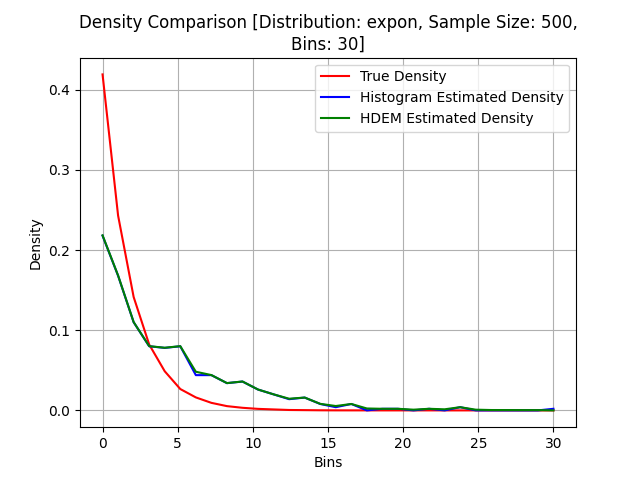 Density Comparison [Distribution: expon, Sample Size: 500,
Bins: 30]
True Density
Histogram Estimated Density
HDEM Estimated Density
Density
0.4
0.3
0.2
0.1
0.0
0 5 10 15 20 25 30
Bins